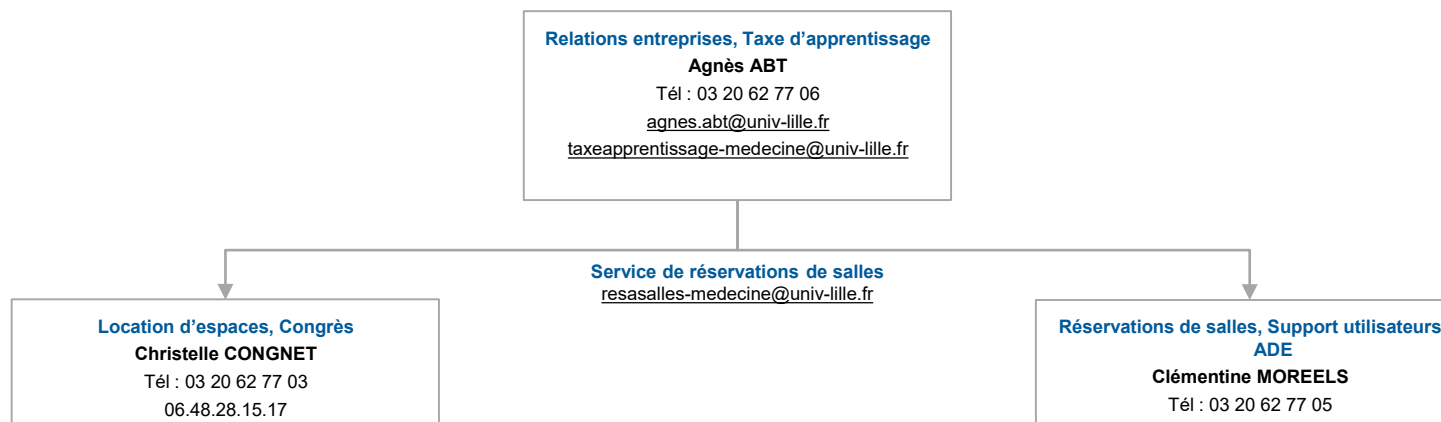 Relations entreprises, Taxe d'apprentissage
Agnès ABT
Tél : 03 20 62 77 06
agnes.abt@univ-lille.fr
taxeapprentissage-medecine@univ-lille.fr
Service de réservations de salles
resasalles-medecine@univ-lille.fr
Location d'espaces, Congrès
Christelle CONGNET
Tél : 03 20 62 77 03
06.48.28.15.17
Réservations de salles, Support utilisateurs
ADE
Clémentine MOREELS
Tél : 03 20 62 77 05